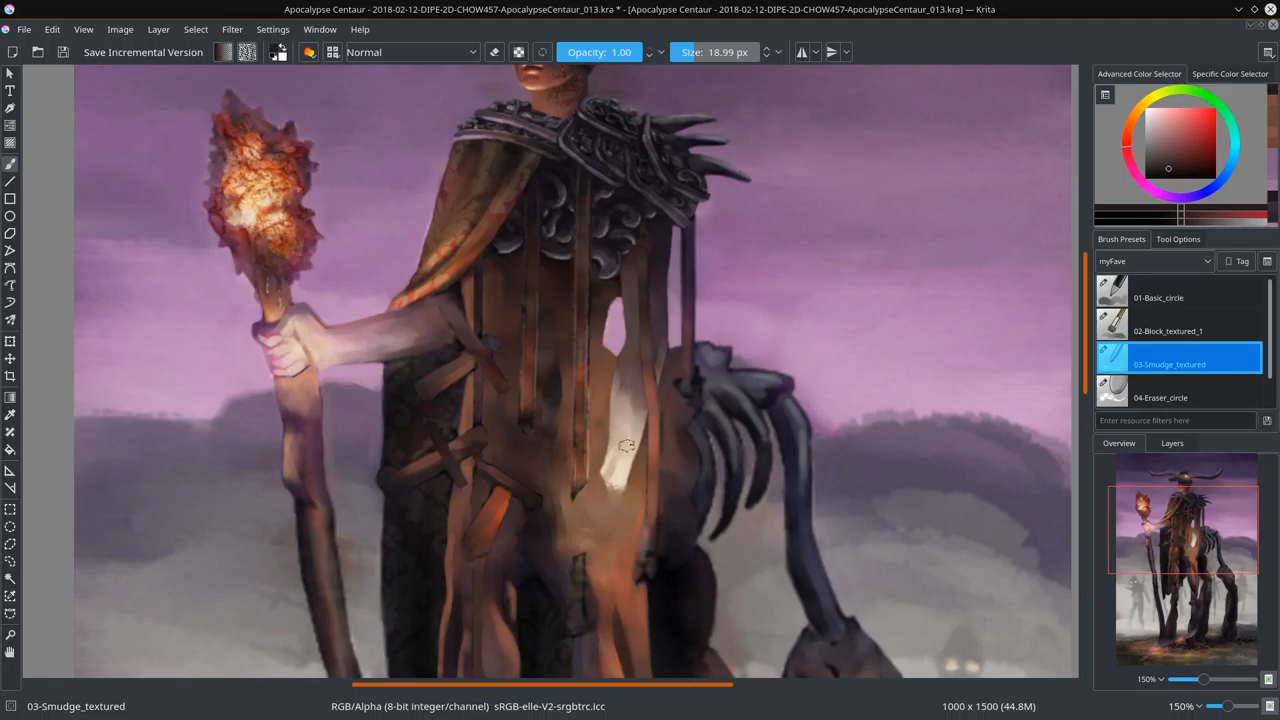 Apocalypse Centaur - 2018-02-12-DIPE-2D-CHOW457-ApocalypseCentaur_013.kra * - [Apocalypse Centaur - 2018-02-12-DIPE-2D-CHOW457-ApocalypseCentaur_013.kra] — Krita
File Edit View Image Layer Select Filter Settings Window Help
Save Incremental Version Normal Opacity: 1.00 Size: 18.99 px
Advanced Color Selector Specific Color Selector
Brush Presets Tool Options
myFave Tag
01-Basic_circle
02-Block_textured_1
03-Smudge_textured
04-Eraser_circle
Enter resource filters here
Overview Layers
150%
03-Smudge_textured RGB/Alpha (8-bit integer/channel) sRGB-elle-V2-srgbtrc.icc 1000 x 1500 (44.8M) 150%